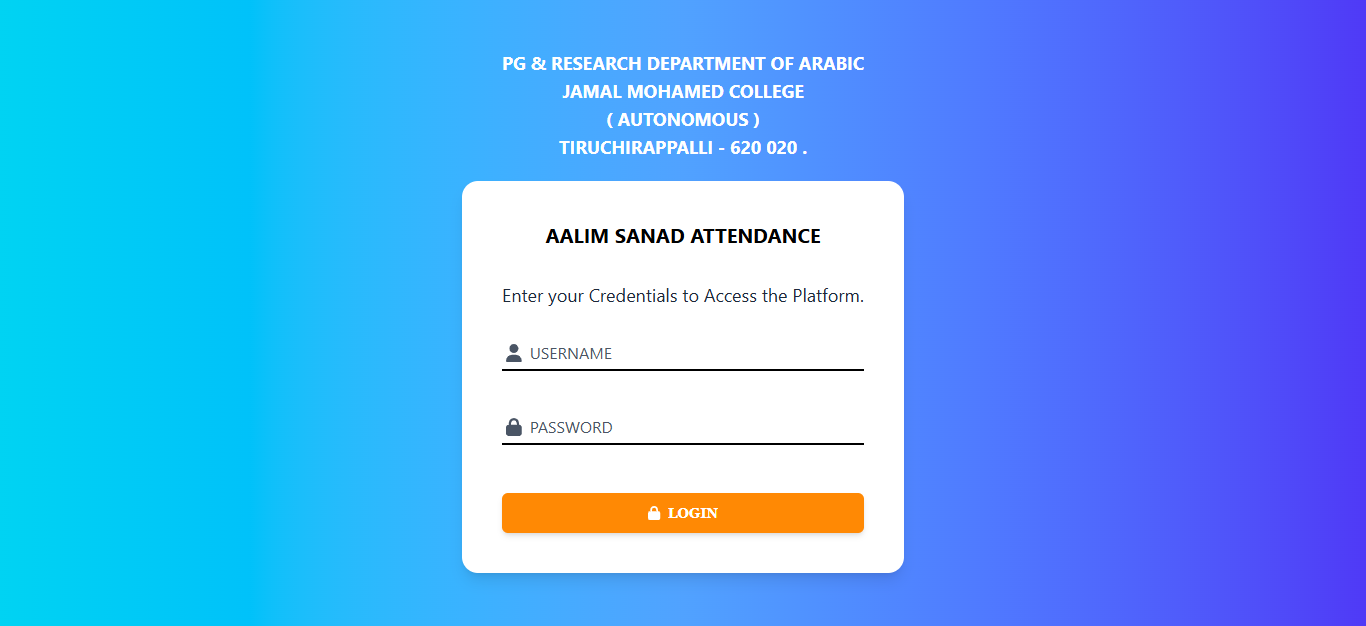 PG & RESEARCH DEPARTMENT OF ARABIC
JAMAL MOHAMED COLLEGE
( AUTONOMOUS )
TIRUCHIRAPPALLI - 620 020 .
AALIM SANAD ATTENDANCE
Enter your Credentials to Access the Platform.
USERNAME
PASSWORD
LOGIN